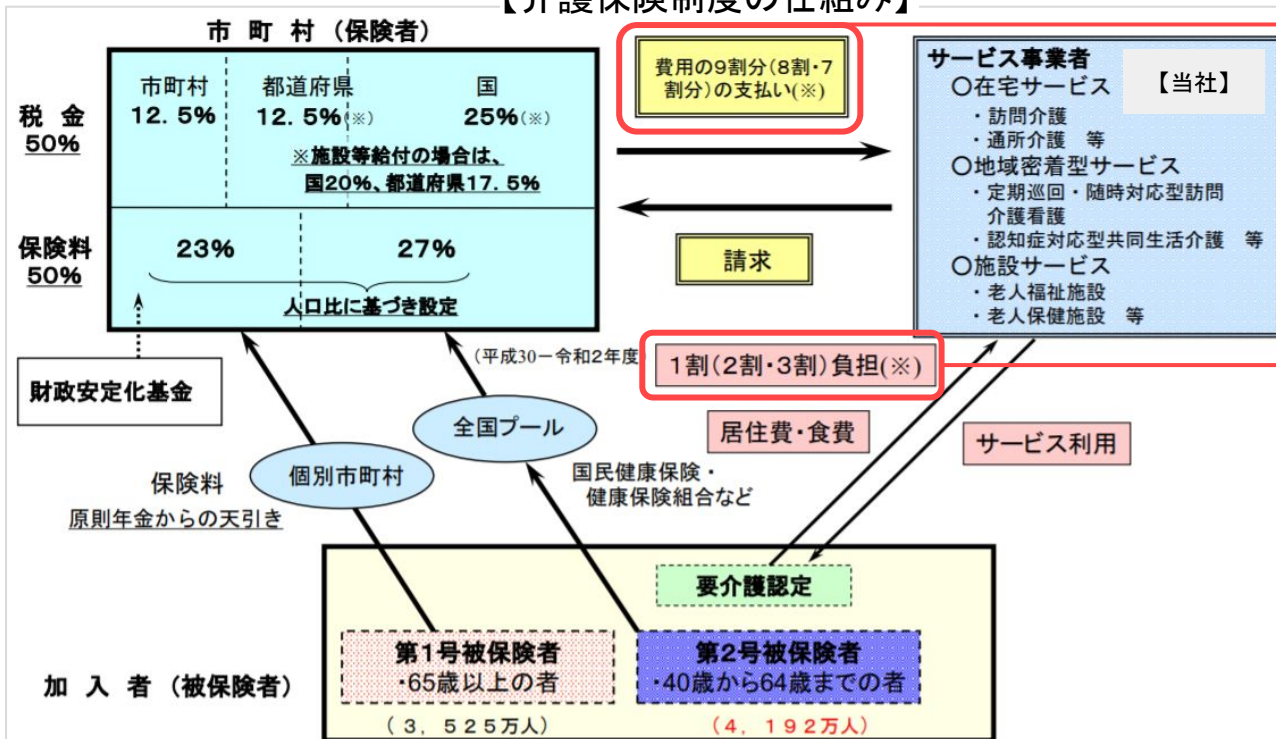 【介護保険制度の仕組み】
市 町 村 （保険者）
税 金
50％
市町村
12．5％
都道府県
12．5％(※)
国
25％(※)
※施設等給付の場合は、
国20％、都道府県17．5％
保険料
50％
23％
27％
人口比に基づき設定
費用の9割分（8割・7
割分）の支払い(※)
請求
サービス事業者
【当社】
〇在宅サービス
・訪問介護
・通所介護　等
〇地域密着型サービス
・定期巡回・随時対応型訪問
介護看護
・認知症対応型共同生活介護　等
〇施設サービス
・老人福祉施設
・老人保健施設　等
財政安定化基金
（平成30－令和2年度）
1割（2割・3割）負担(※)
居住費・食費
サービス利用
全国プール
個別市町村
保険料
原則年金からの天引き
国民健康保険・
健康保険組合など
要介護認定
加 入 者 （被保険者）
第1号被保険者
・65歳以上の者
（３，５２５万人）
第2号被保険者
・40歳から64歳までの者
（４，１９２万人）